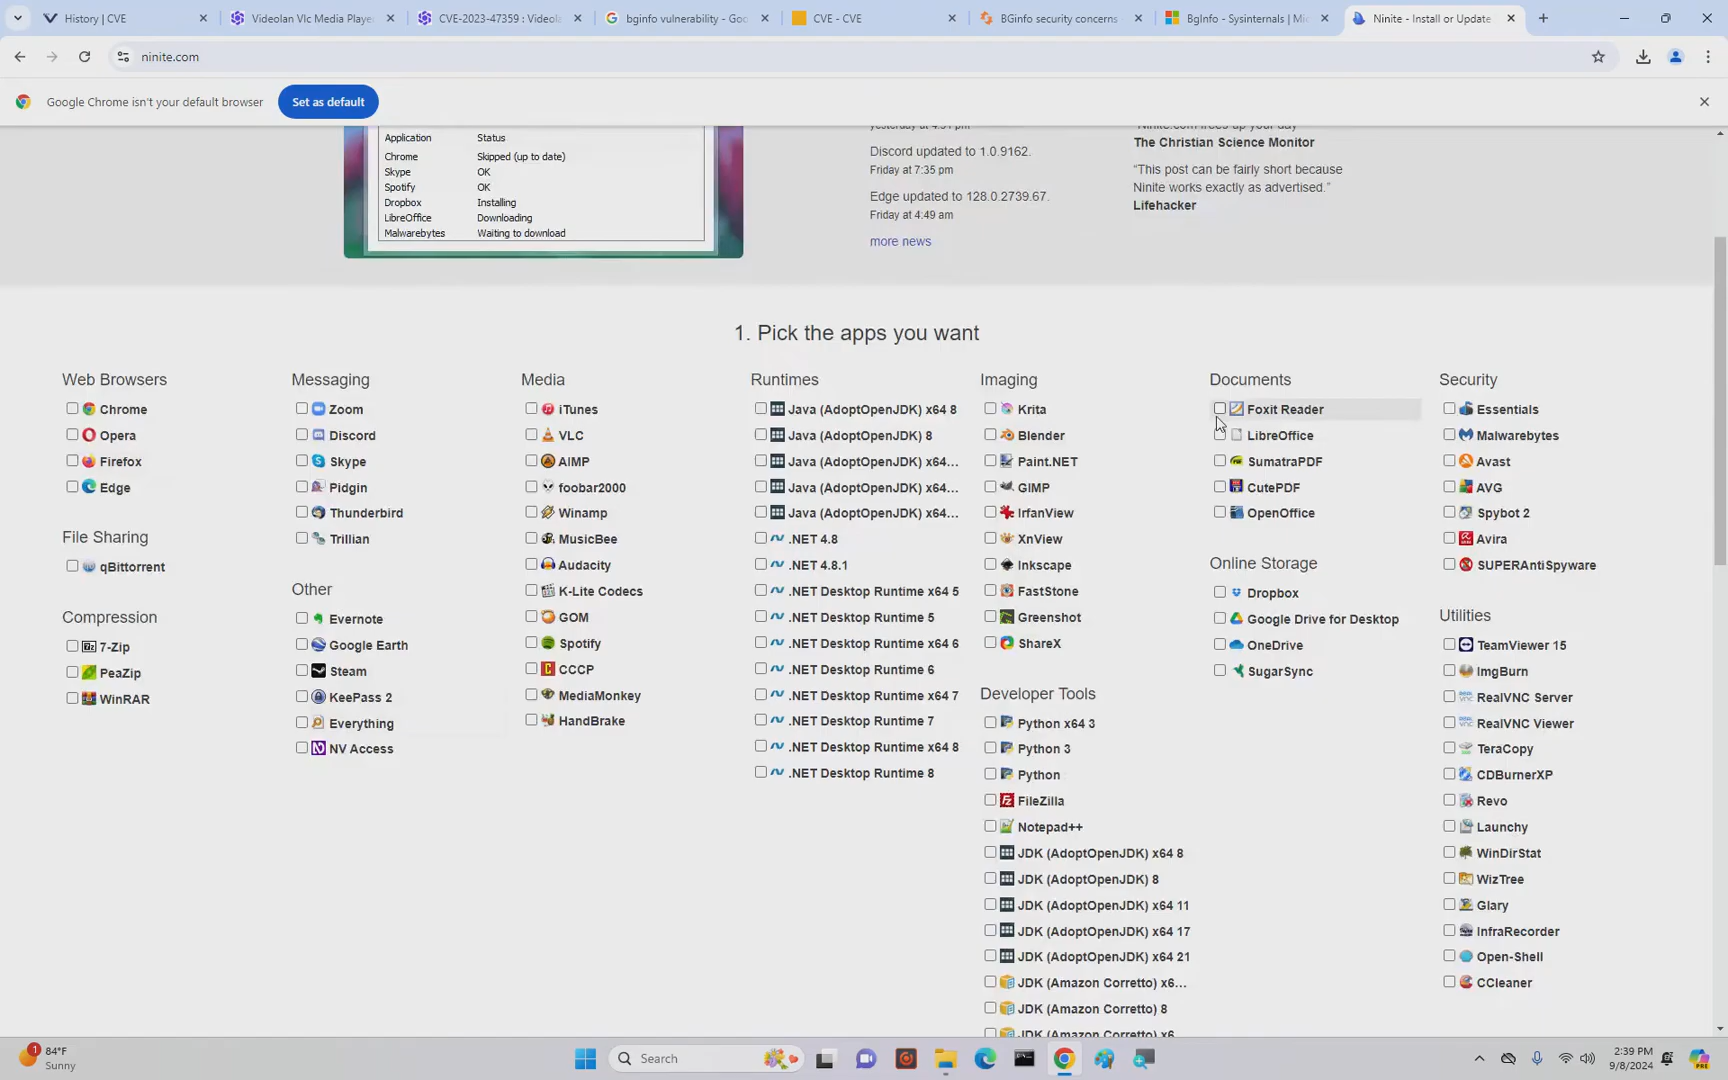 History | CVE
Videolan Vlc Media Player
CVE-2023-47359 : Videola
bginfo vulnerability - Goo
CVE - CVE
BGinfo security concerns
BgInfo - Sysinternals | Mi
Ninite - Install or Update
ninite.com
Google Chrome isn't your default browser
Set as default
Application Status
Chrome Skipped (up to date)
Skype OK
Spotify OK
Dropbox Installing
LibreOffice Downloading
Malwarebytes Waiting to download
Discord updated to 1.0.9162.
Friday at 7:35 pm
Edge updated to 128.0.2739.67.
Friday at 4:49 am
more news
The Christian Science Monitor
“This post can be fairly short because
Ninite works exactly as advertised.”
Lifehacker
1. Pick the apps you want
Web Browsers
Chrome
Opera
Firefox
Edge
File Sharing
qBittorrent
Compression
7-Zip
PeaZip
WinRAR
Messaging
Zoom
Discord
Skype
Pidgin
Thunderbird
Trillian
Other
Evernote
Google Earth
Steam
KeePass 2
Everything
NV Access
Media
iTunes
VLC
AIMP
foobar2000
Winamp
MusicBee
Audacity
K-Lite Codecs
GOM
Spotify
CCCP
MediaMonkey
HandBrake
Runtimes
Java (AdoptOpenJDK) x64 8
Java (AdoptOpenJDK) 8
Java (AdoptOpenJDK) x64...
Java (AdoptOpenJDK) x64...
Java (AdoptOpenJDK) x64...
.NET 4.8
.NET 4.8.1
.NET Desktop Runtime x64 5
.NET Desktop Runtime 5
.NET Desktop Runtime x64 6
.NET Desktop Runtime 6
.NET Desktop Runtime x64 7
.NET Desktop Runtime 7
.NET Desktop Runtime x64 8
.NET Desktop Runtime 8
Imaging
Krita
Blender
Paint.NET
GIMP
IrfanView
XnView
Inkscape
FastStone
Greenshot
ShareX
Developer Tools
Python x64 3
Python 3
Python
FileZilla
Notepad++
JDK (AdoptOpenJDK) x64 8
JDK (AdoptOpenJDK) 8
JDK (AdoptOpenJDK) x64 11
JDK (AdoptOpenJDK) x64 17
JDK (AdoptOpenJDK) x64 21
JDK (Amazon Corretto) x6...
JDK (Amazon Corretto) 8
Documents
Foxit Reader
LibreOffice
SumatraPDF
CutePDF
OpenOffice
Online Storage
Dropbox
Google Drive for Desktop
OneDrive
SugarSync
Security
Essentials
Malwarebytes
Avast
AVG
Spybot 2
Avira
SUPERAntiSpyware
Utilities
TeamViewer 15
ImgBurn
RealVNC Server
RealVNC Viewer
TeraCopy
CDBurnerXP
Revo
Launchy
WinDirStat
WizTree
Glary
InfraRecorder
Open-Shell
CCleaner
1
84°F
Sunny
Search
2:39 PM
9/8/2024
PRE